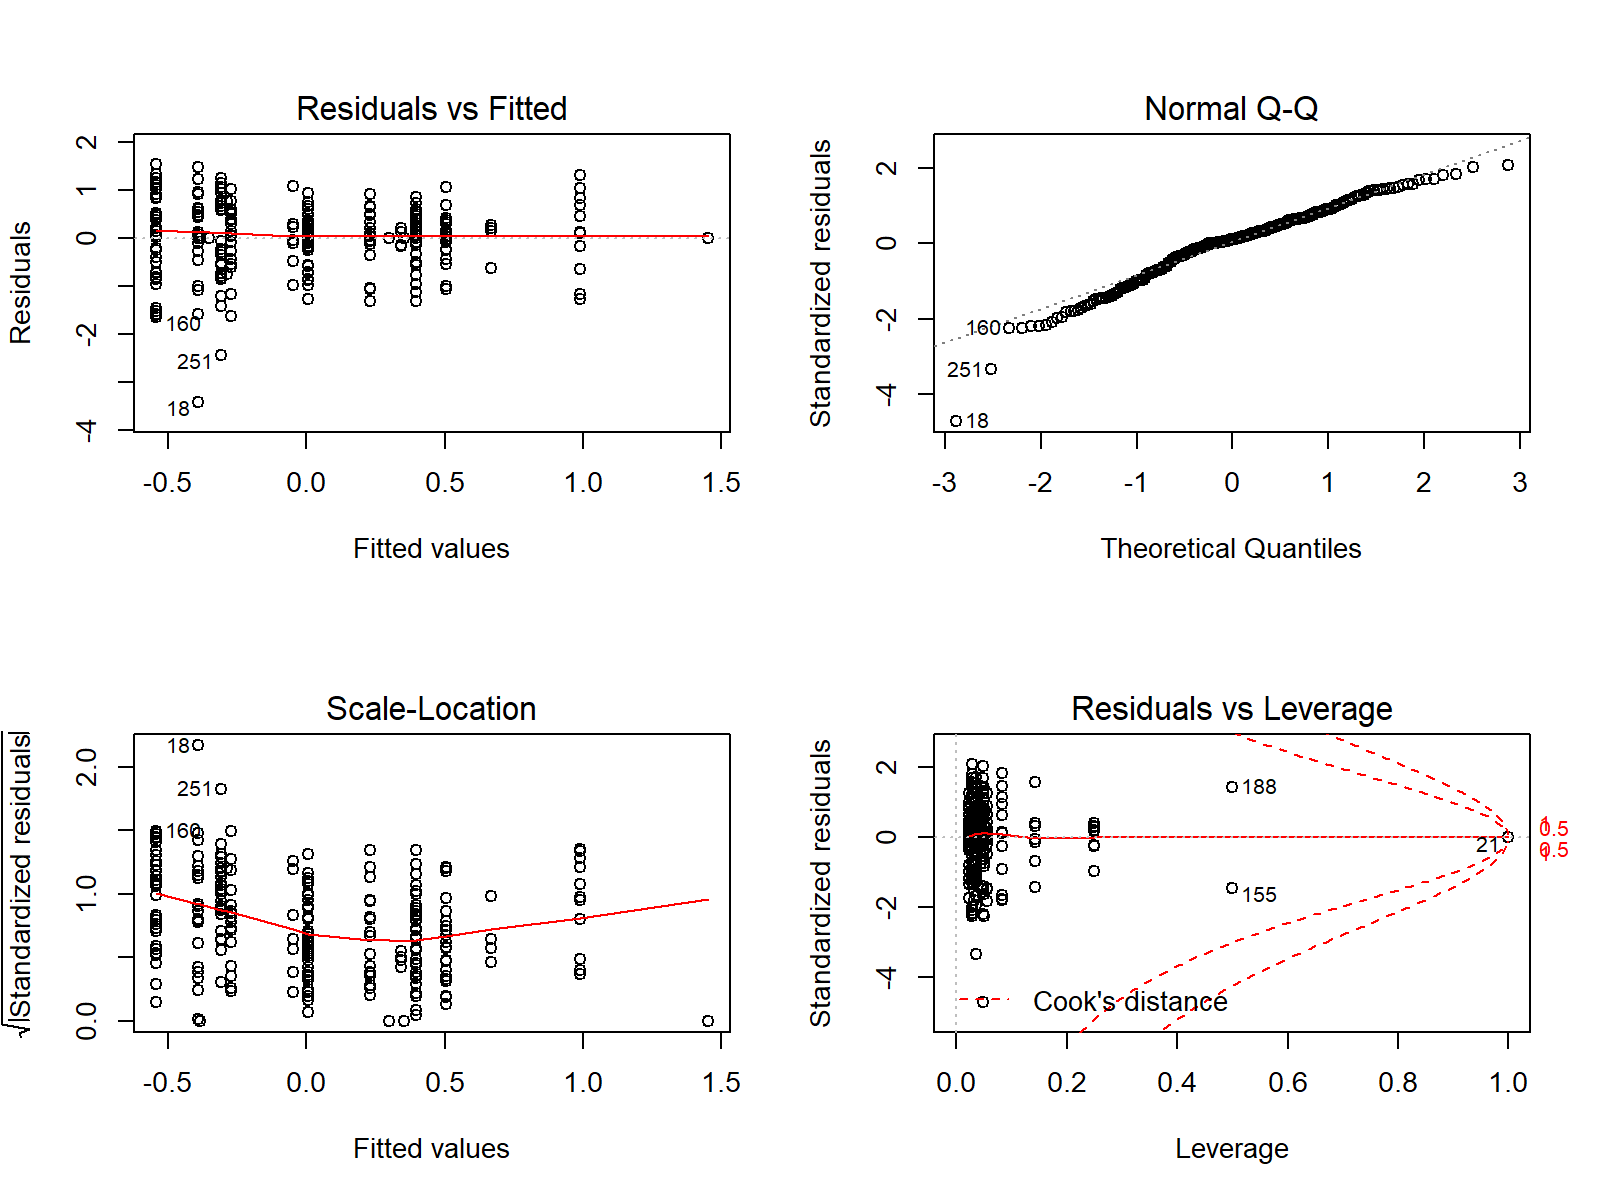 Residuals vs Fitted
Residuals
2
1
0
-2
-4
160
251
18
-0.5 0.0 0.5 1.0 1.5
Fitted values
Normal Q-Q
Standardized residuals
2
0
-2
-4
160
251
18
-3 -2 -1 0 1 2 3
Theoretical Quantiles
Scale-Location
√|Standardized residuals|
2.0
1.0
0.0
18
251
160
-0.5 0.0 0.5 1.0 1.5
Fitted values
Residuals vs Leverage
Standardized residuals
2
0
-2
-4
188
21
155
1
0.5
0.5
1
Cook's distance
0.0 0.2 0.4 0.6 0.8 1.0
Leverage